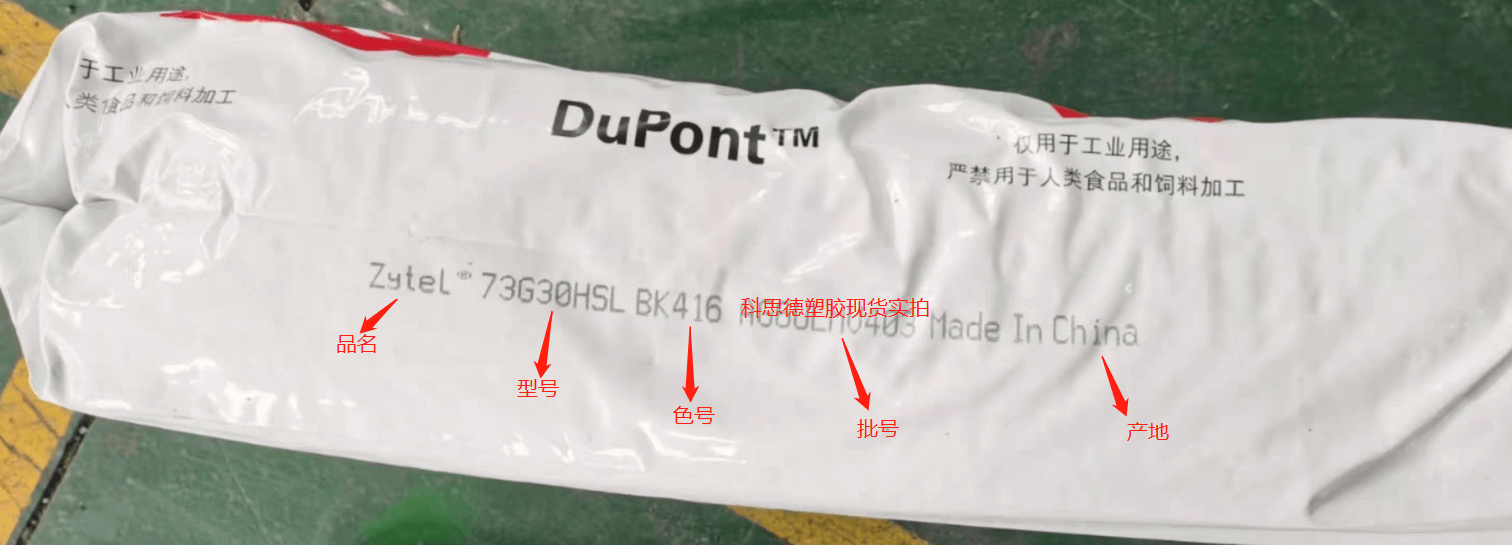 于工业用途,
类食品和饲料加工
DuPont™
仅用于工业用途,
严禁用于人类食品和饲料加工
Zytel® 73G30HSL BK416 Made In China
科思德塑胶现货实拍
品名
型号
色号
批号
产地